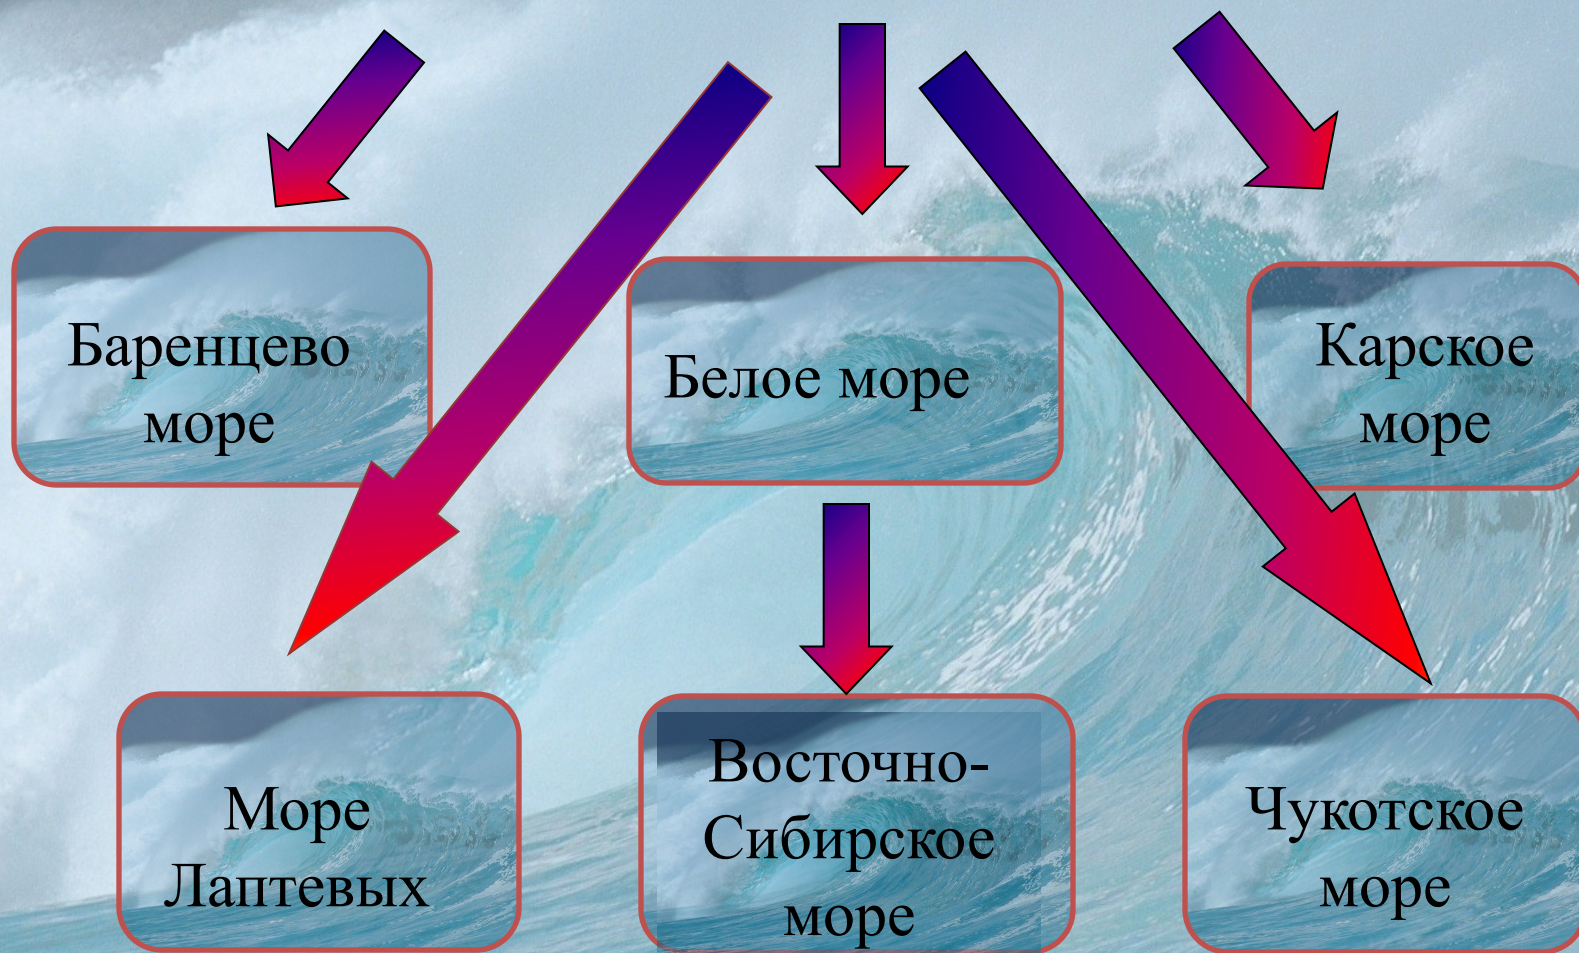 Баренцево
море
Белое море
Карское
море
Море
Лаптевых
Восточно-
Сибирское
море
Чукотское
море